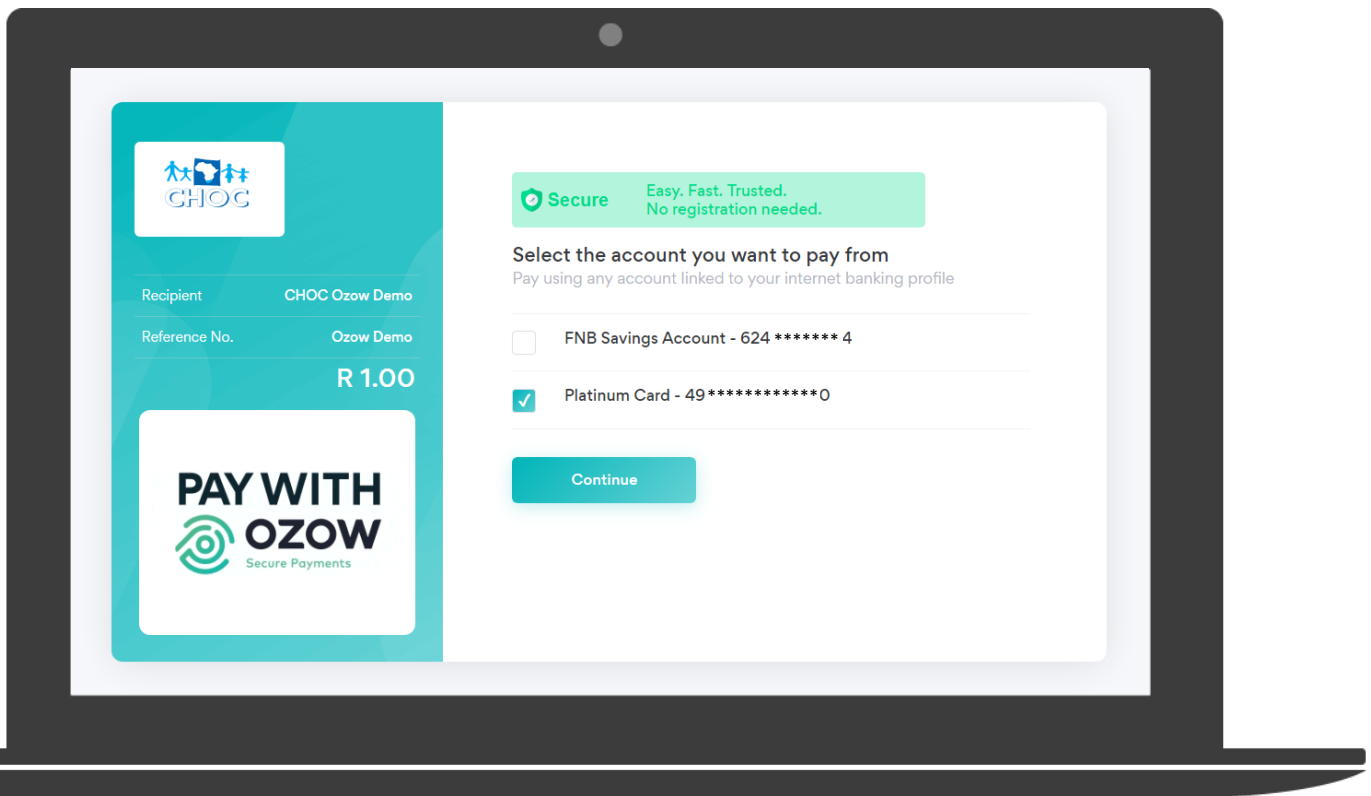 CHOC
Recipient CHOC Ozow Demo
Reference No. Ozow Demo
R 1.00
PAY WITH
OZOW
Secure Payments
Secure
Easy. Fast. Trusted.
No registration needed.
Select the account you want to pay from
Pay using any account linked to your internet banking profile
FNB Savings Account - 624 ******* 4
Platinum Card - 49************0
Continue